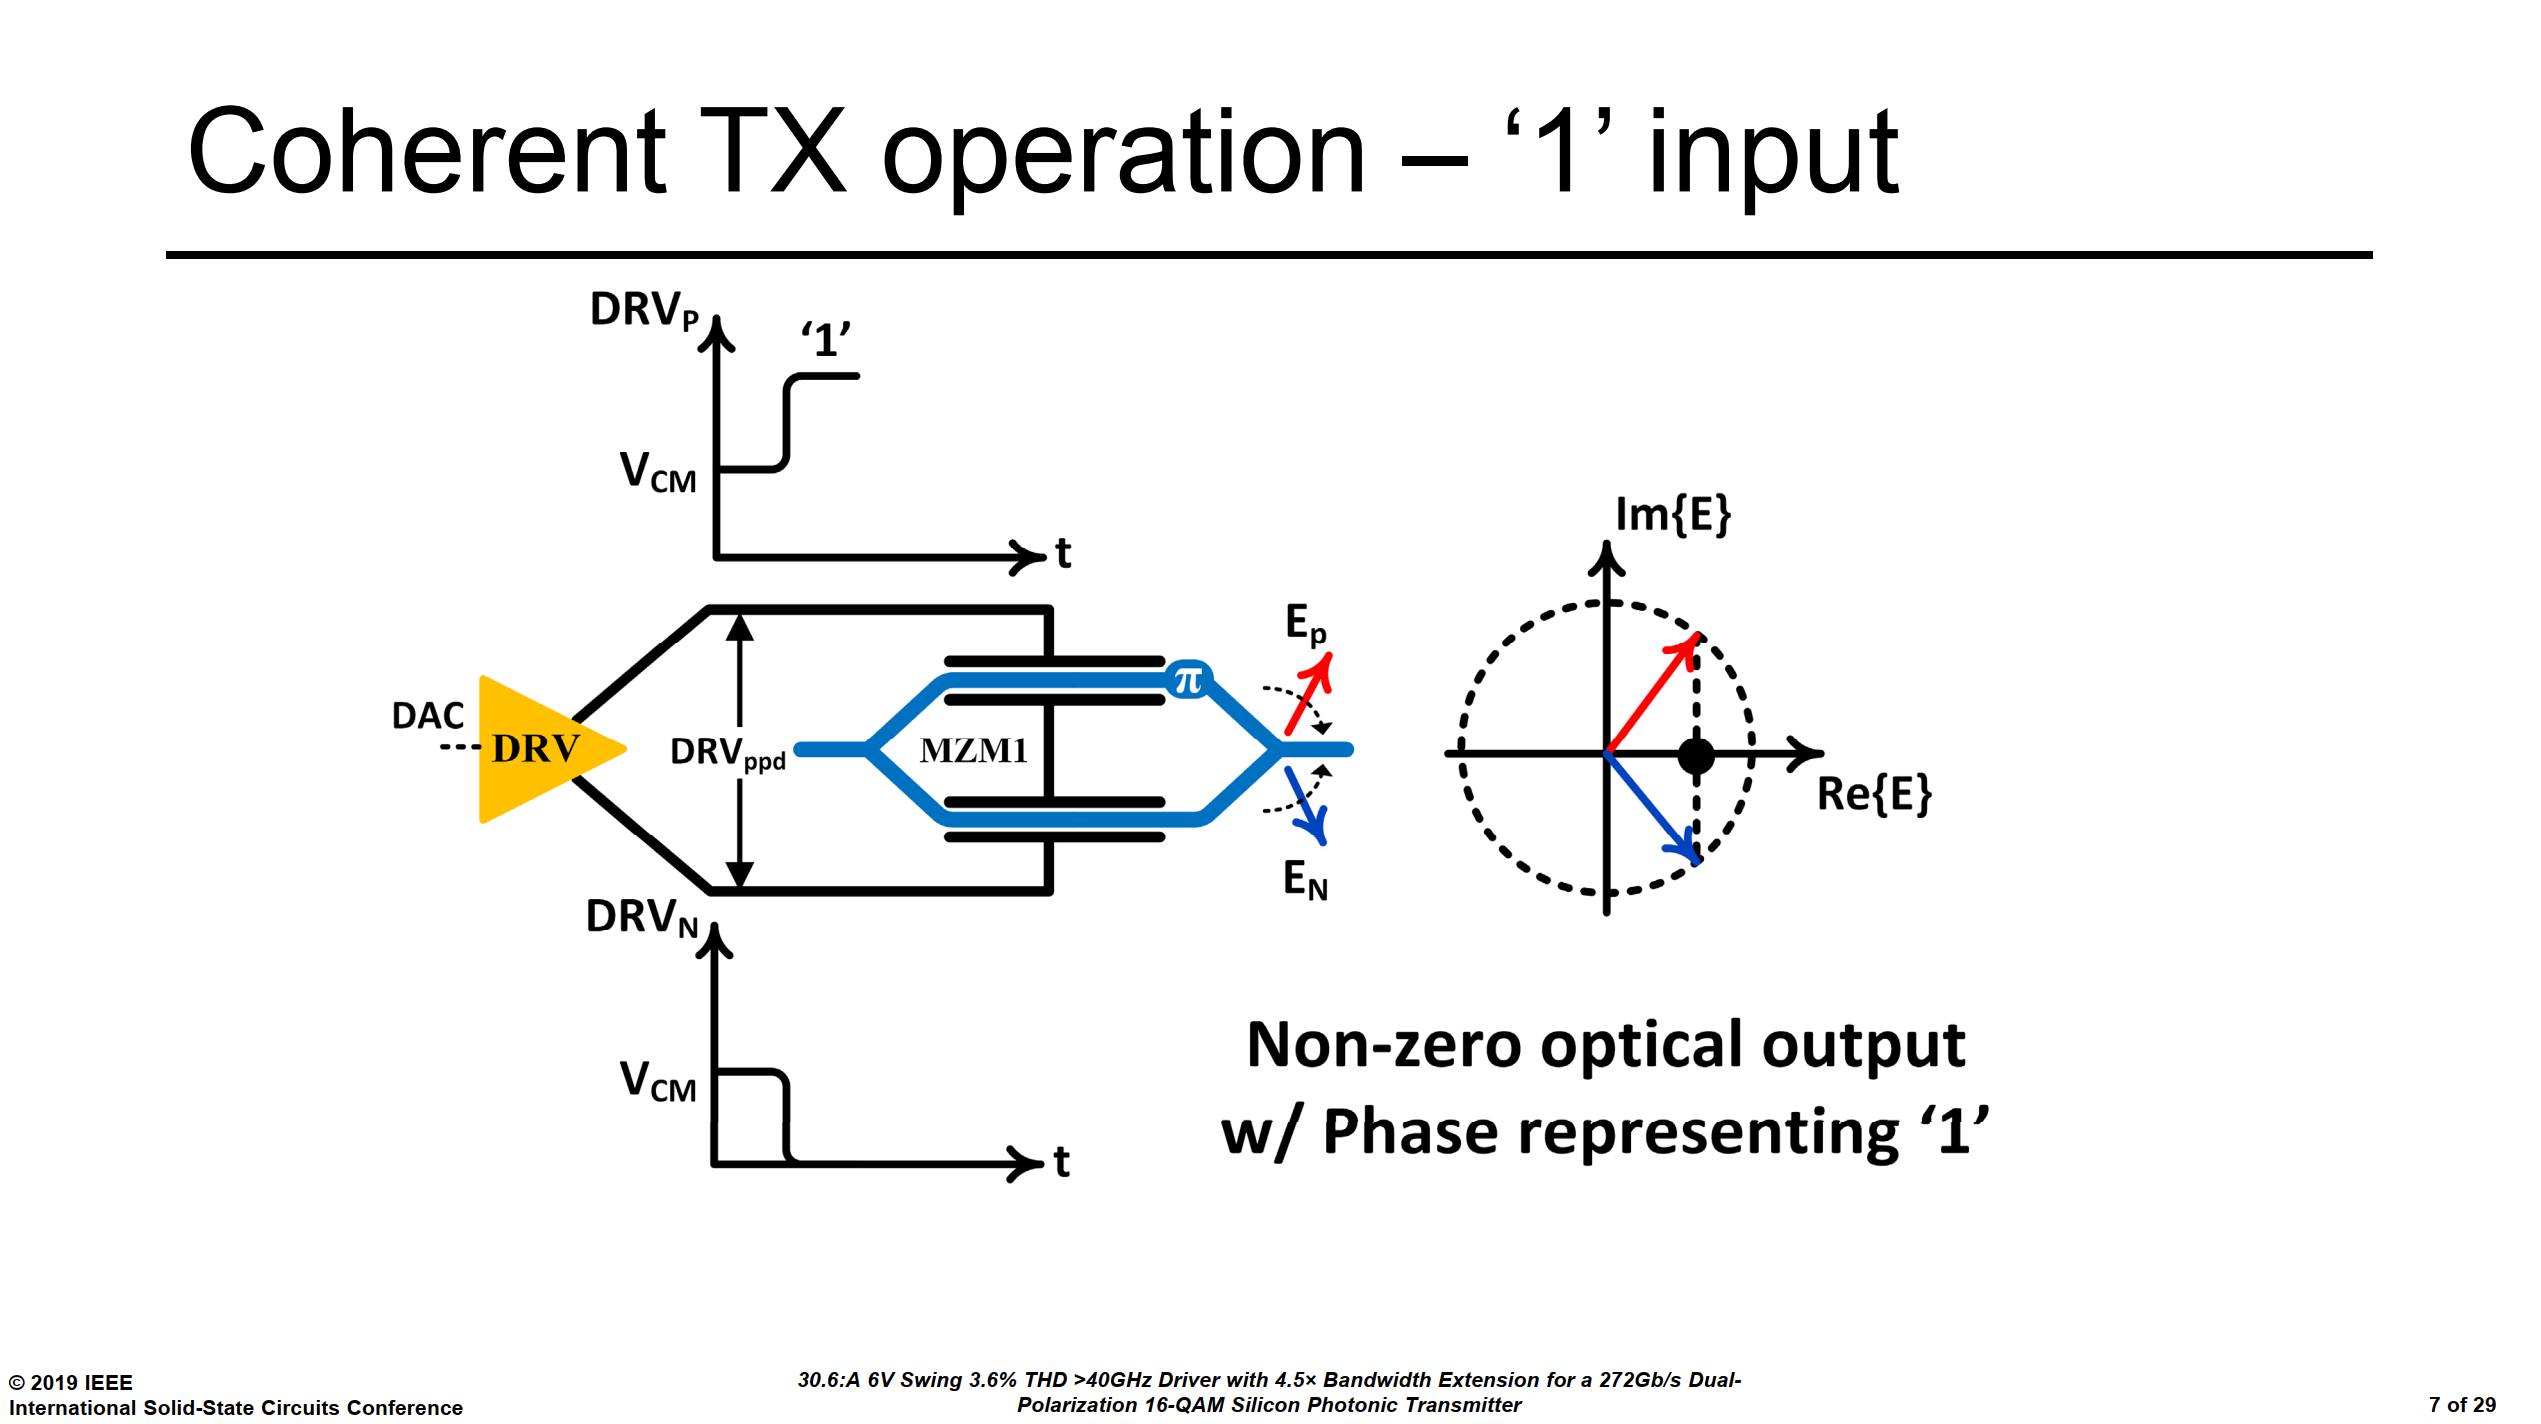 Coherent TX operation – ‘1’ input
DRVP
‘1’
VCM
t
Im{E}
Ep
π
DAC
DRV
DRVppd
MZM1
Re{E}
EN
DRVN
Non-zero optical output
VCM
w/ Phase representing ‘1’
t
© 2019 IEEE
International Solid-State Circuits Conference
30.6:A 6V Swing 3.6% THD >40GHz Driver with 4.5× Bandwidth Extension for a 272Gb/s Dual-
Polarization 16-QAM Silicon Photonic Transmitter
7 of 29